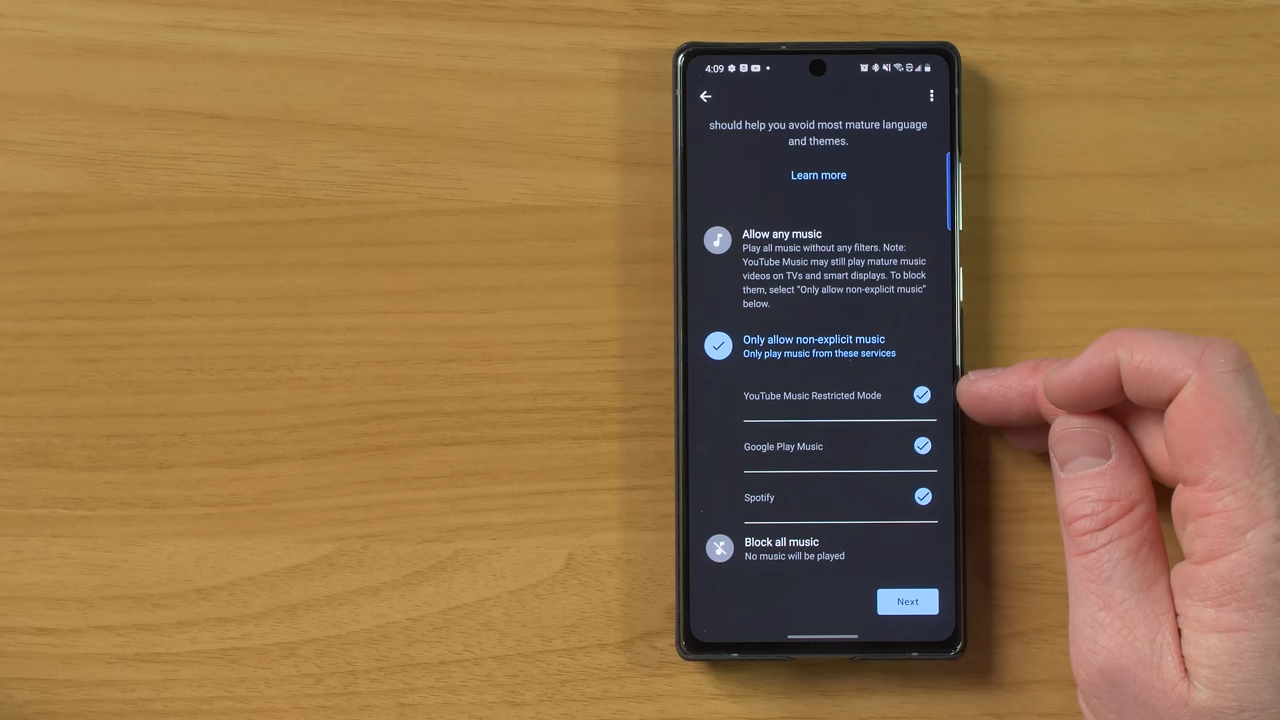 4:09
should help you avoid most mature language
and themes.
Learn more
Allow any music
Play all music without any filters. Note:
YouTube Music may still play mature music
videos on TVs and smart displays. To block
them, select "Only allow non-explicit music"
below.
Only allow non-explicit music
Only play music from these services
YouTube Music Restricted Mode
Google Play Music
Spotify
Block all music
No music will be played
Next